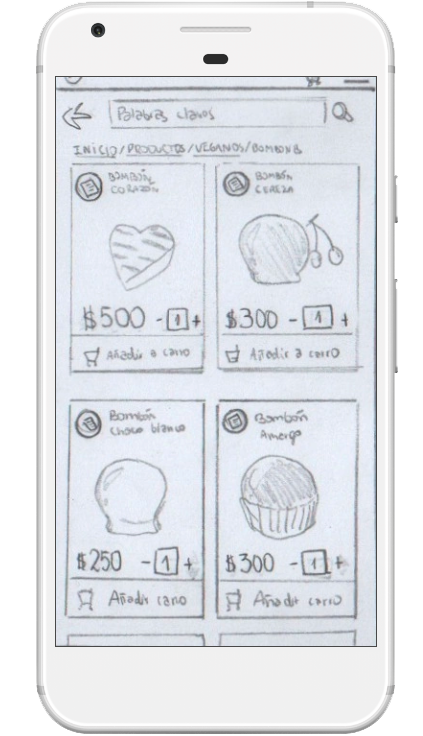 Palabras claves
INICIO/PRODUCTOS/VEGANOS/BOMBONES
BOMBÓN
CORAZÓN
BOMBÓN
CEREZA
$500 - 1 +
$300 - 1 +
Añadir a carro
Añadir a carro
Bombón
Choco blanco
Bombón
Amargo
$250 - 1 +
$300 - 1 +
Añadir carro
Añadir carro